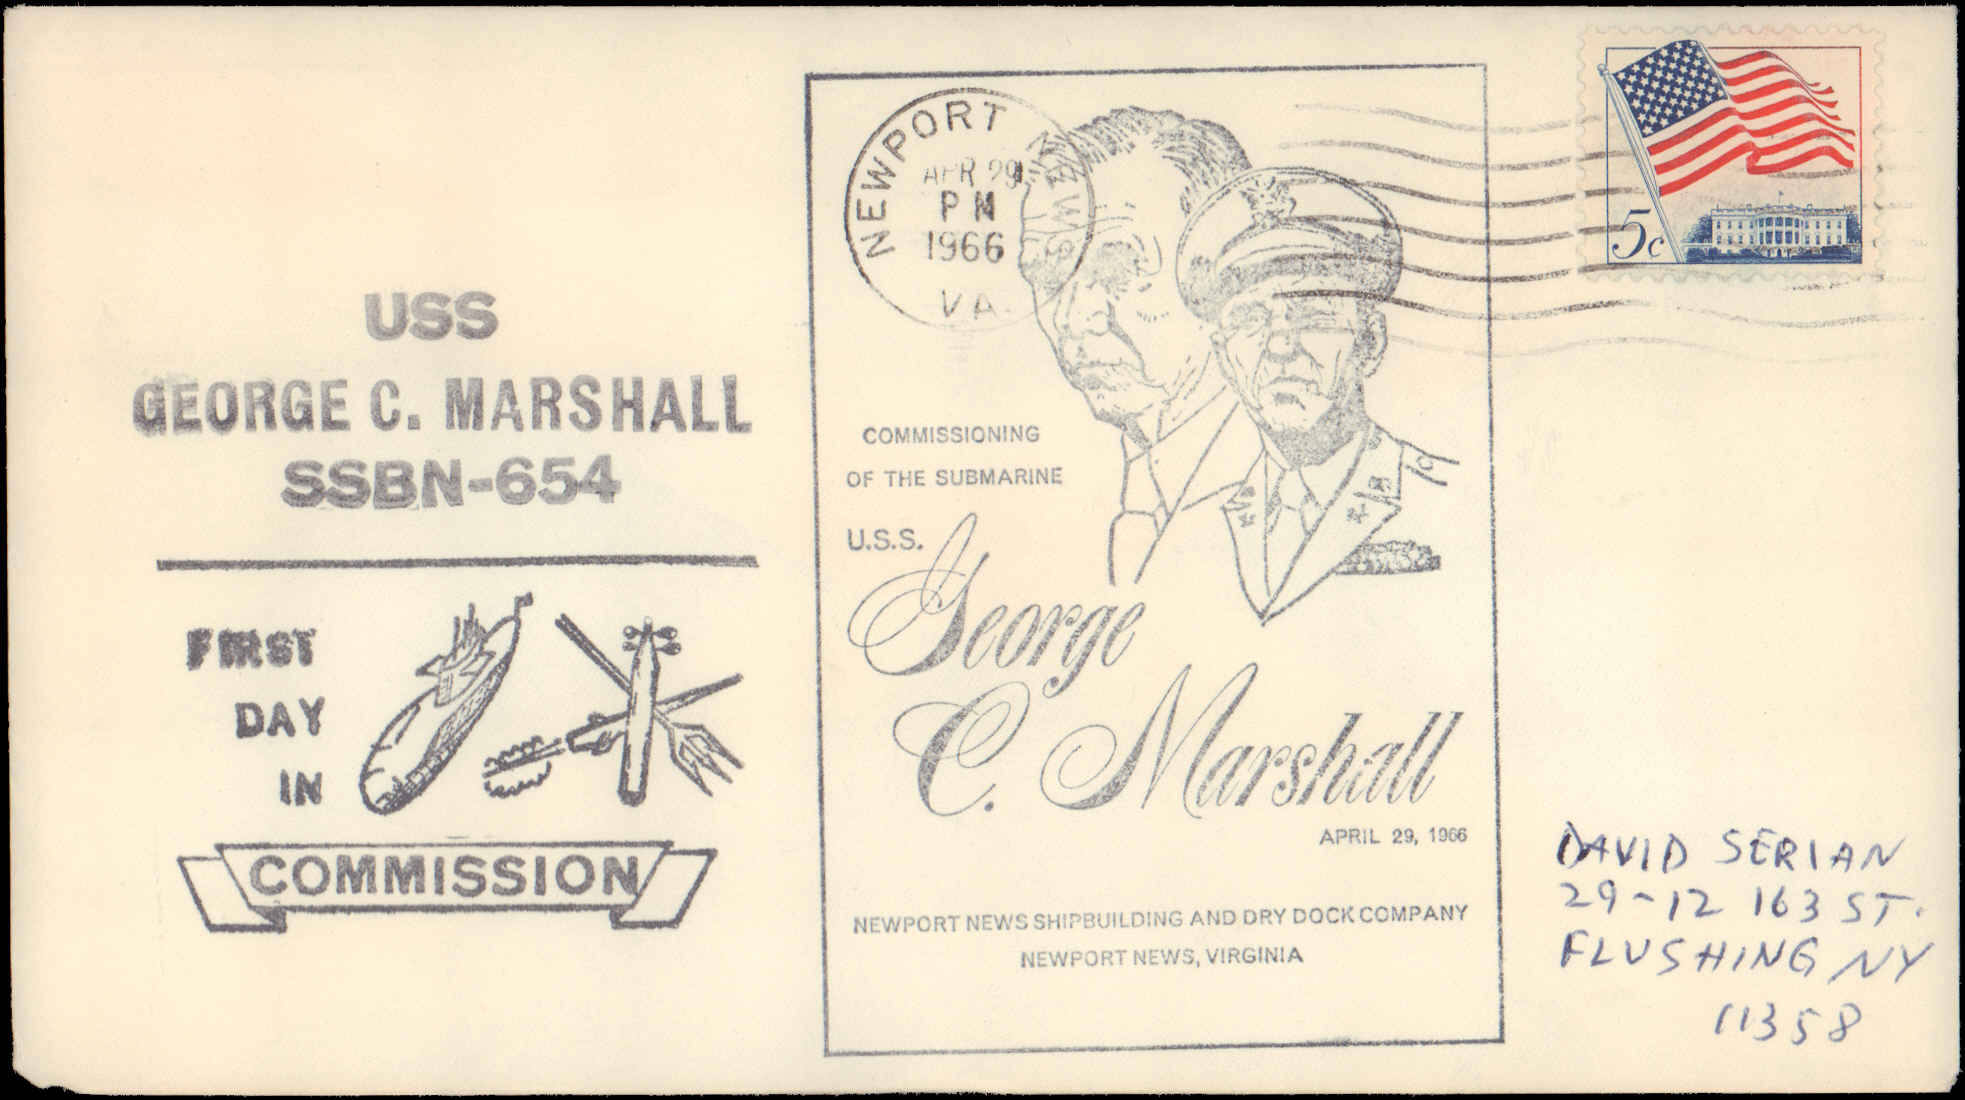 USS
GEORGE C. MARSHALL
SSBN-654
FIRST
DAY
IN
COMMISSION
NEWPORT NEWS
APR 29
PM
1966
VA.
COMMISSIONING
OF THE SUBMARINE
U.S.S.
George
C. Marshall
APRIL 29, 1966
NEWPORT NEWS SHIPBUILDING AND DRY DOCK COMPANY
NEWPORT NEWS, VIRGINIA
5c
DAVID SERIAN
29-12 163 ST.
FLUSHING NY
11358